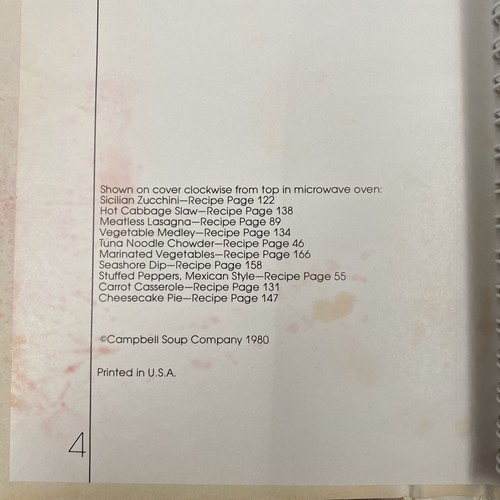 Shown on cover clockwise from top in microwave oven:
Sicilian Zucchini—Recipe Page 122
Hot Cabbage Slaw—Recipe Page 138
Meatless Lasagna—Recipe Page 89
Vegetable Medley—Recipe Page 134
Tuna Noodle Chowder—Recipe Page 46
Marinated Vegetables—Recipe Page 166
Seashore Dip—Recipe Page 158
Stuffed Peppers, Mexican Style—Recipe Page 55
Carrot Casserole—Recipe Page 131
Cheesecake Pie—Recipe Page 147
©Campbell Soup Company 1980
Printed in U.S.A.
4